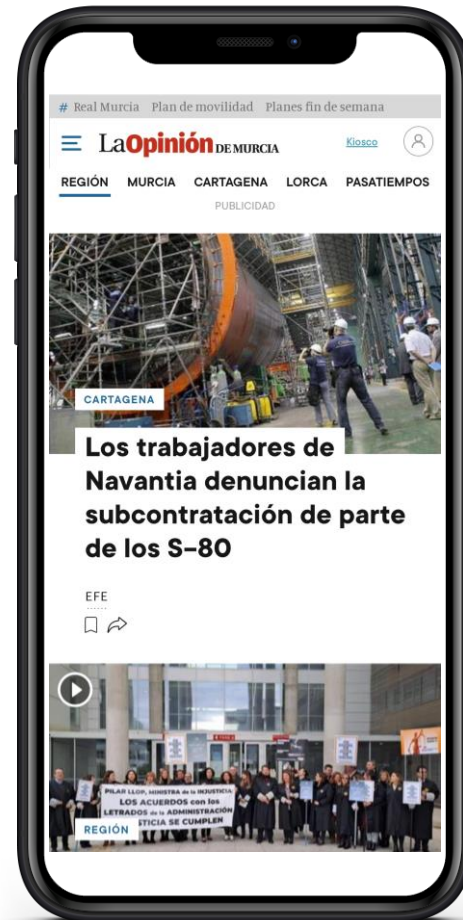 # Real Murcia Plan de movilidad Planes fin de semana
LaOpinión DE MURCIA
Kiosco
REGIÓN MURCIA CARTAGENA LORCA PASATIEMPOS
PUBLICIDAD
CARTAGENA
Los trabajadores de
Navantia denuncian la
subcontratación de parte
de los S-80
EFE
PILAR LLOP, MINISTRA de la INJUSTICIA:
LOS ACUERDOS con los
LETRADOS de la ADMINISTRACIÓN
STICIA SE CUMPLEN
REGIÓN